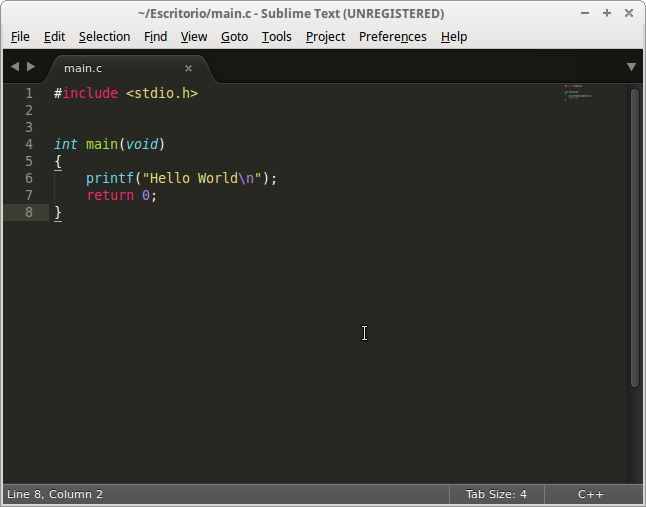 ~/Escritorio/main.c - Sublime Text (UNREGISTERED)
File Edit Selection Find View Goto Tools Project Preferences Help
main.c
1 #include <stdio.h>
2
3
4 int main(void)
5 {
6 printf("Hello World\n");
7 return 0;
8 }
Line 8, Column 2 Tab Size: 4 C++